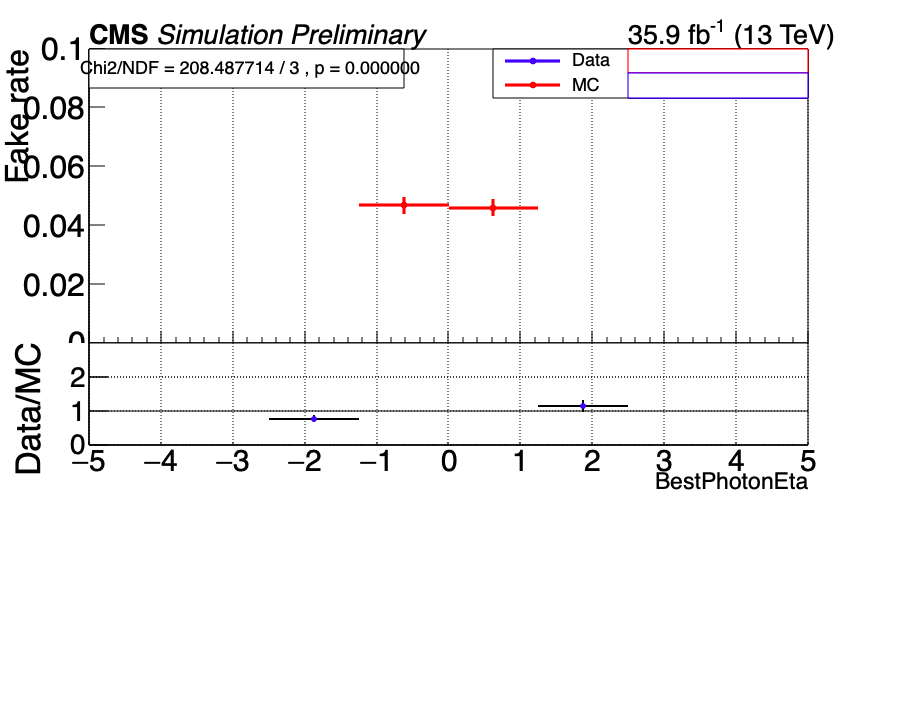 CMS Simulation Preliminary
35.9 fb-1 (13 TeV)
Chi2/NDF = 208.487714 / 3 , p = 0.000000
Data
MC
Fake rate
0.1
0.08
0.06
0.04
0.02
0
Data/MC
2
1
0
−5 −4 −3 −2 −1 0 1 2 3 4 5
BestPhotonEta